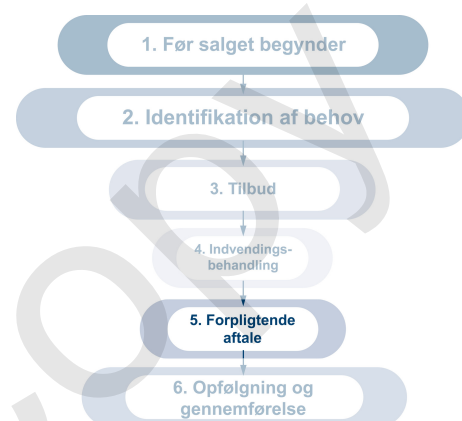 1. Før salget begynder
2. Identifikation af behov
3. Tilbud
4. Indvendings-
behandling
5. Forpligtende
aftale
6. Opfølgning og
gennemførelse